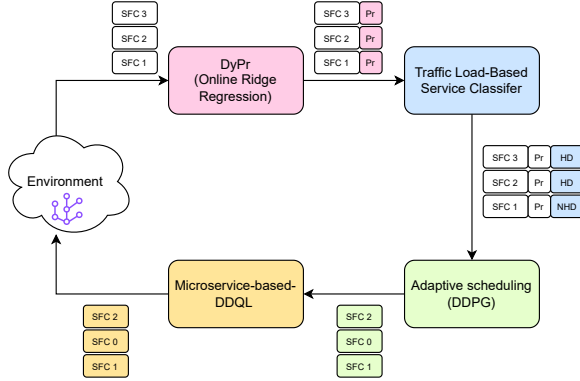 SFC 3
SFC 2
SFC 1
DyPr
(Online Ridge
Regression)
SFC 3 Pr
SFC 2 Pr
SFC 1 Pr
Traffic Load-Based
Service Classifer
SFC 3 Pr HD
SFC 2 Pr HD
SFC 1 Pr NHD
Environment
Microservice-based-
DDQL
Adaptive scheduling
(DDPG)
SFC 2
SFC 0
SFC 1
SFC 2
SFC 0
SFC 1